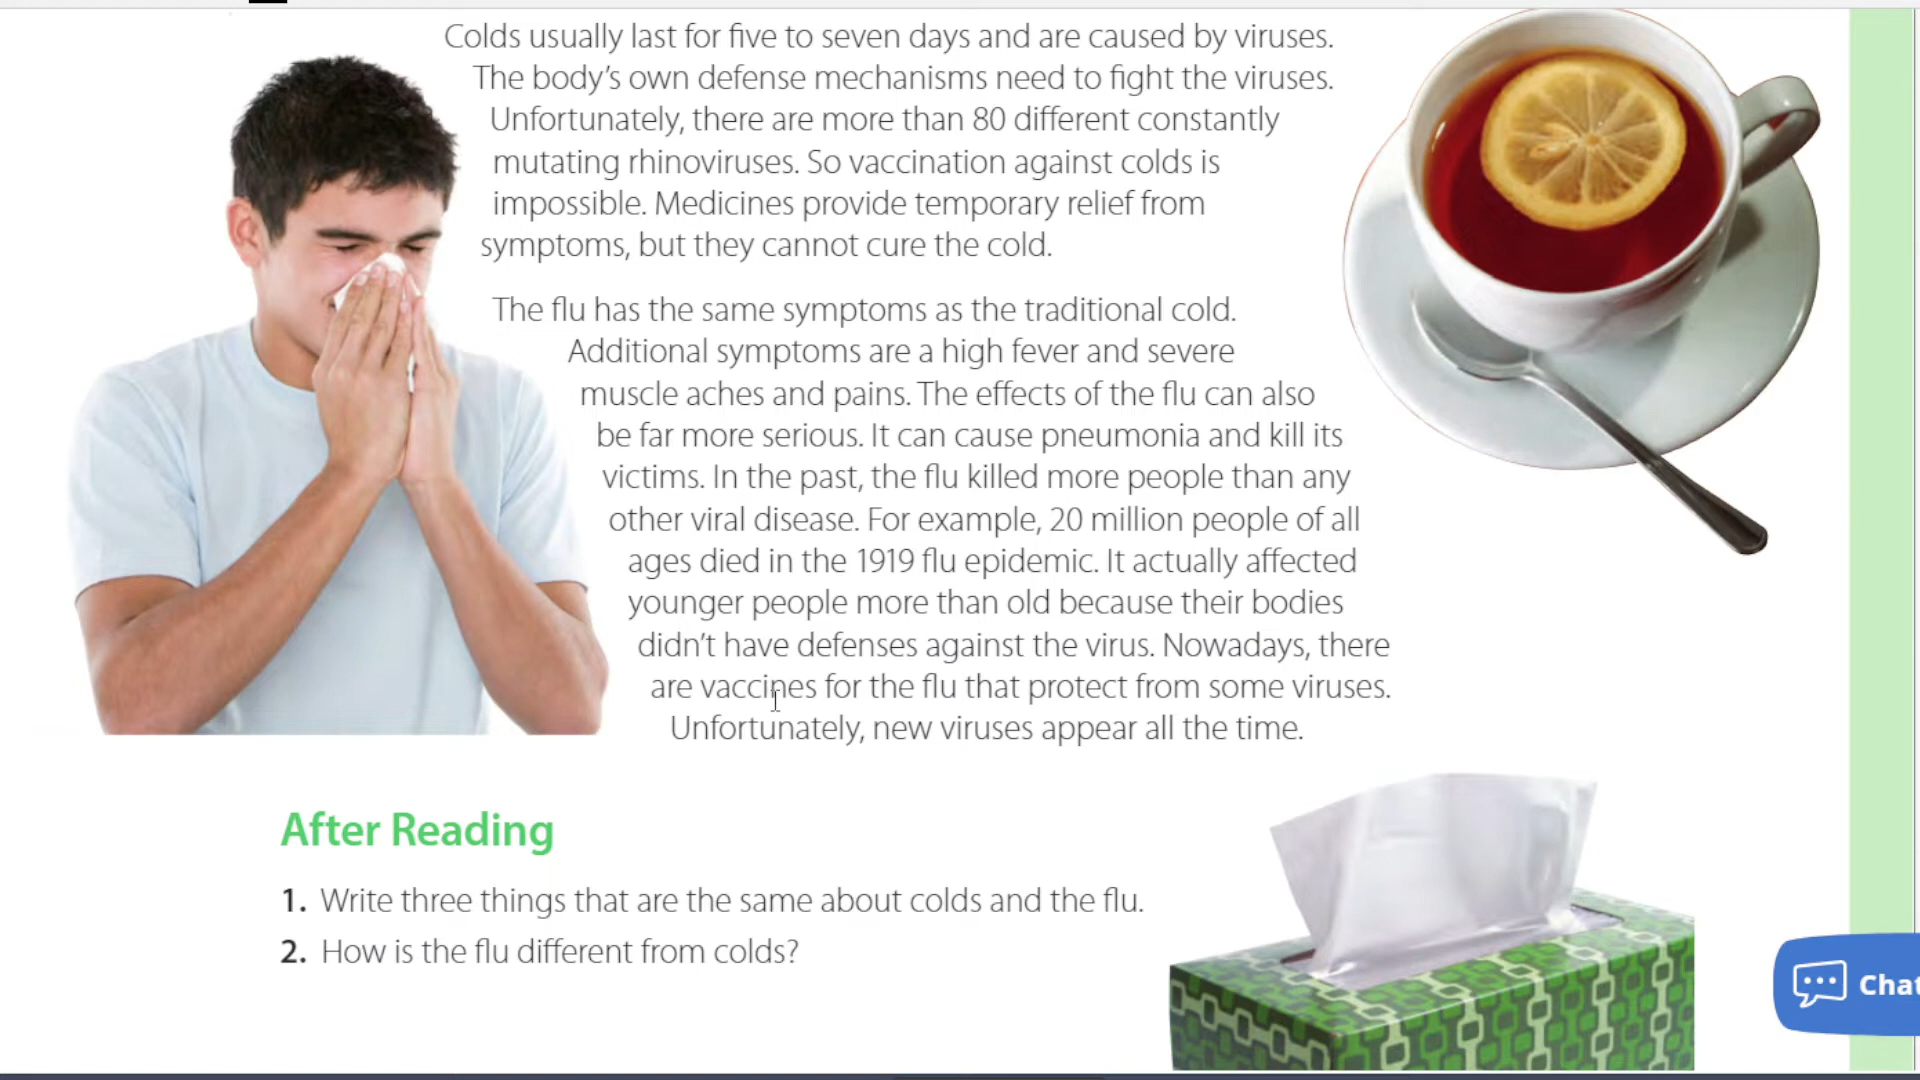 Colds usually last for five to seven days and are caused by viruses.
The body's own defense mechanisms need to fight the viruses.
Unfortunately, there are more than 80 different constantly
mutating rhinoviruses. So vaccination against colds is
impossible. Medicines provide temporary relief from
symptoms, but they cannot cure the cold.
The flu has the same symptoms as the traditional cold.
Additional symptoms are a high fever and severe
muscle aches and pains. The effects of the flu can also
be far more serious. It can cause pneumonia and kill its
victims. In the past, the flu killed more people than any
other viral disease. For example, 20 million people of all
ages died in the 1919 flu epidemic. It actually affected
younger people more than old because their bodies
didn't have defenses against the virus. Nowadays, there
are vaccines for the flu that protect from some viruses.
Unfortunately, new viruses appear all the time.
After Reading
1. Write three things that are the same about colds and the flu.
2. How is the flu different from colds?
Chat